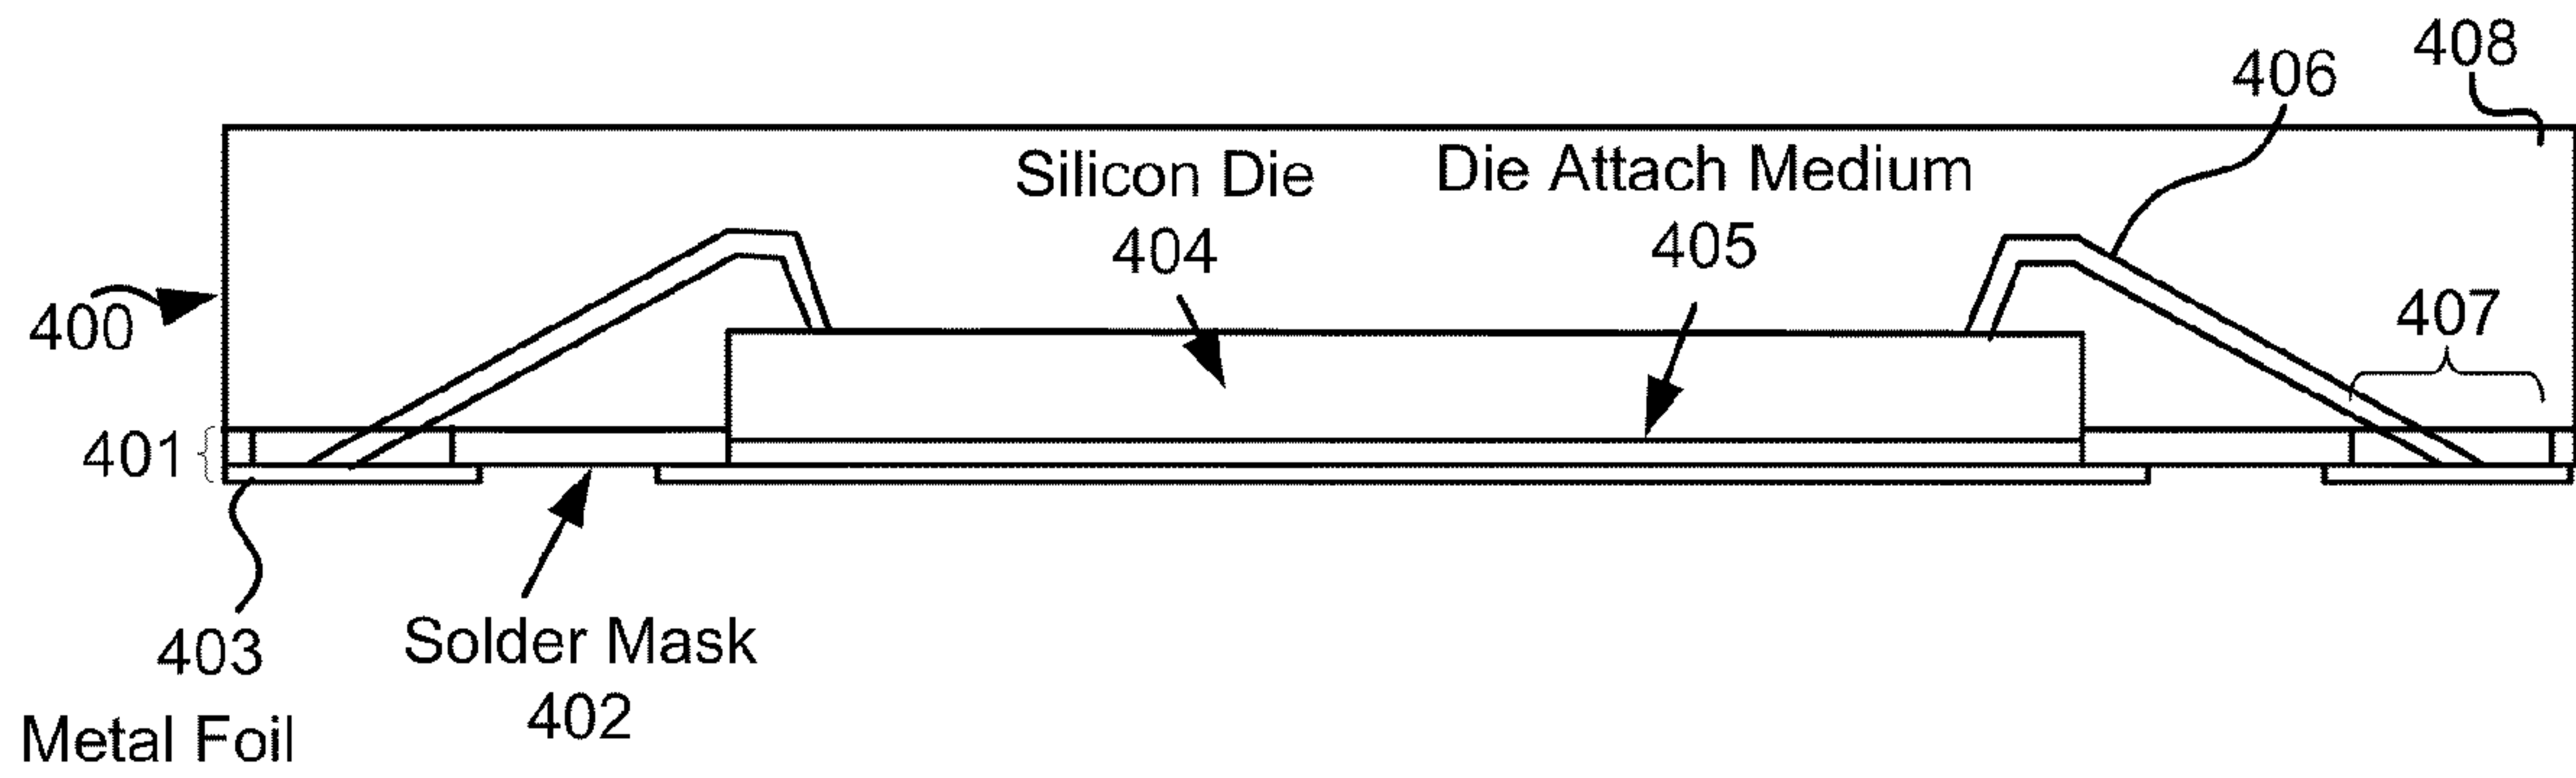 408
406
Silicon Die
404
Die Attach Medium
405
400
407
401
403
Metal Foil
Solder Mask
402